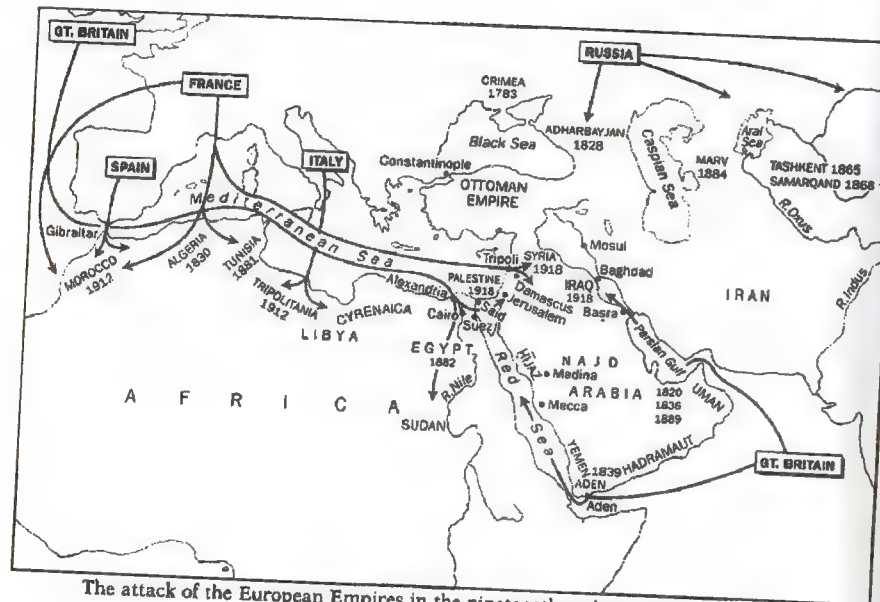 GT. BRITAIN
RUSSIA
FRANCE
CRIMEA
1783
ADHARBAYJAN
1828
Black Sea
Caspian Sea
Aral
Sea
MARV
1884
TASHKENT 1865
SAMARQAND 1868
R.Oxus
SPAIN
ITALY
Constantinople
OTTOMAN
EMPIRE
Mediterranean Sea
Gibraltar
MOROCCO
1912
ALGERIA
1830
TUNISIA
1881
TRIPOLITANIA
1912
CYRENAICA
LIBYA
Alexandria
Tripoli
SYRIA
1918
Mosul
Baghdad
IRAQ
1918
Basra
Damascus
Jerusalem
PALESTINE
1918
Said
Cairo
Suez
EGYPT
1882
R.Nile
SUDAN
AFRICA
IRAN
R.Indus
Persian Gulf
NAJD
HIJAZ
Medina
ARABIA
Mecca
Red Sea
1820
1836
1889
UMAN
YEMEN
1839
HADRAMAUT
ADEN
Aden
GT. BRITAIN
The attack of the European Empires in the